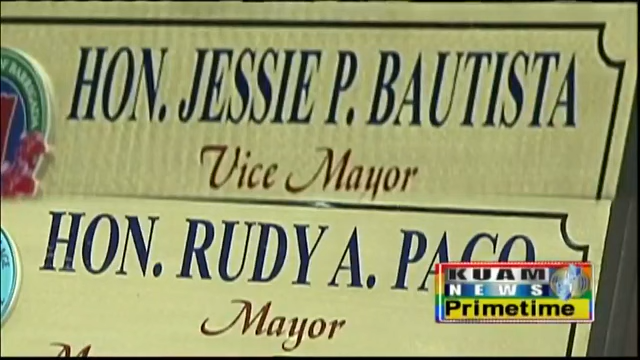 HON. JESSIE P. BAUTISTA
Vice Mayor
HON. RUDY A. PACO
Mayor
KUAM
NEWS
Primetime